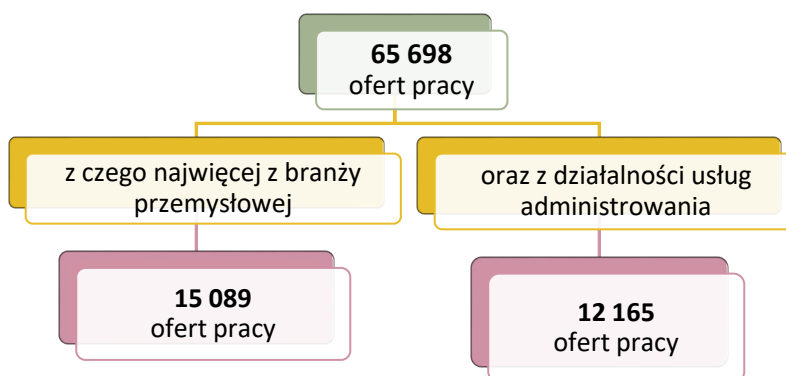 65 698
ofert pracy
z czego najwięcej z branży
przemysłowej
oraz z działalności usług
administrowania
15 089
ofert pracy
12 165
ofert pracy